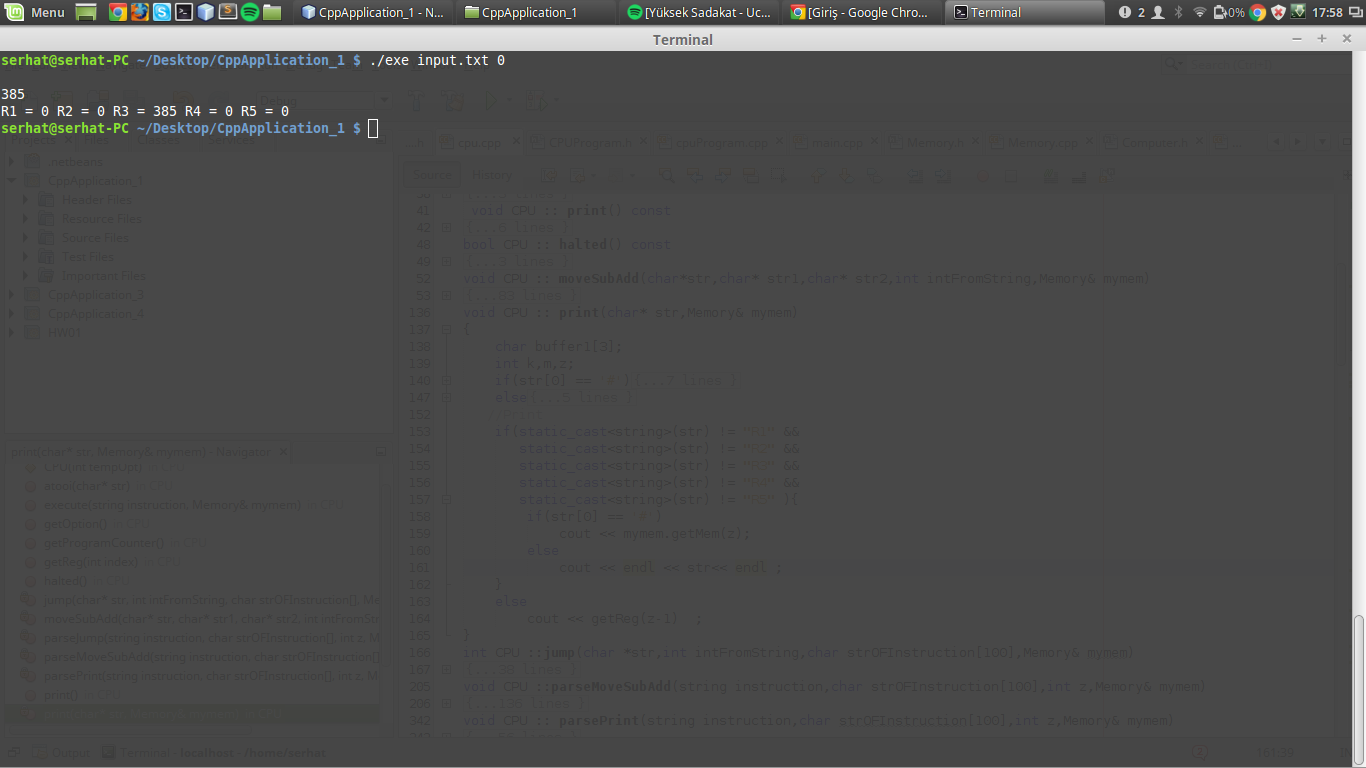 Menu
CppApplication_1 - N...
CppApplication_1
[Yüksek Sadakat - Uc...
[Giriş - Google Chro...
Terminal
2
0%
17:58
Terminal
serhat@serhat-PC ~/Desktop/CppApplication_1 $ ./exe input.txt 0
385
R1 = 0 R2 = 0 R3 = 385 R4 = 0 R5 = 0
serhat@serhat-PC ~/Desktop/CppApplication_1 $
Projects Files Classes Services
.netbeans
CppApplication_1
Header Files
Resource Files
Source Files
Test Files
Important Files
CppApplication_3
CppApplication_4
HW01
cpu.cpp
CPUProgram.h
cpuProgram.cpp
main.cpp
Memory.h
Memory.cpp
Computer.h
Source History
41 void CPU :: print() const
42 {...6 lines }
48 bool CPU :: halted() const
49 {...3 lines }
52 void CPU :: moveSubAdd(char*str,char* str1,char* str2,int intFromString,Memory& mymem)
53 {...83 lines }
136 void CPU :: print(char* str,Memory& mymem)
137 {
138 char buffer1[3];
139 int k,m,z;
140 if(str[0] == '#'){...7 lines }
147 else{...5 lines }
152
153 if(static_cast<string>(str) != "R1" &&
154 static_cast<string>(str) != "R2" &&
155 static_cast<string>(str) != "R3" &&
156 static_cast<string>(str) != "R4" &&
157 static_cast<string>(str) != "R5" ){
158 if(str[0] == '#')
159 cout << mymem.getMem(z);
160 else
161 cout << endl << str<< endl ;
162 }
163 else
164 cout << getReg(z-1) ;
165 }
166 int CPU ::jump(char *str,int intFromString,char strOFInstruction[100],Memory& mymem)
167 {...38 lines }
205 void CPU ::parseMoveSubAdd(string instruction,char strOFInstruction[100],int z,Memory& mymem)
206 {...136 lines }
342 void CPU :: parsePrint(string instruction,char strOFInstruction[100],int z,Memory& mymem)
print(char* str, Memory& mymem) - Navigator
CPU(int tempOpt)
atooi(char* str)
execute(string instruction, Memory& mymem)
getOption()
getProgramCounter()
getReg(int index)
halted()
jump(char* str, int intFromString, char strOFInstruction[], Me
moveSubAdd(char* str, char* str1, char* str2, int intFromStr
parseJump(string instruction, char strOFInstruction[], int z, M
parseMoveSubAdd(string instruction, char strOFInstruction[]
parsePrint(string instruction, char strOFInstruction[], int z, M
print()
Output
Terminal - localhost - /home/serhat
161:39